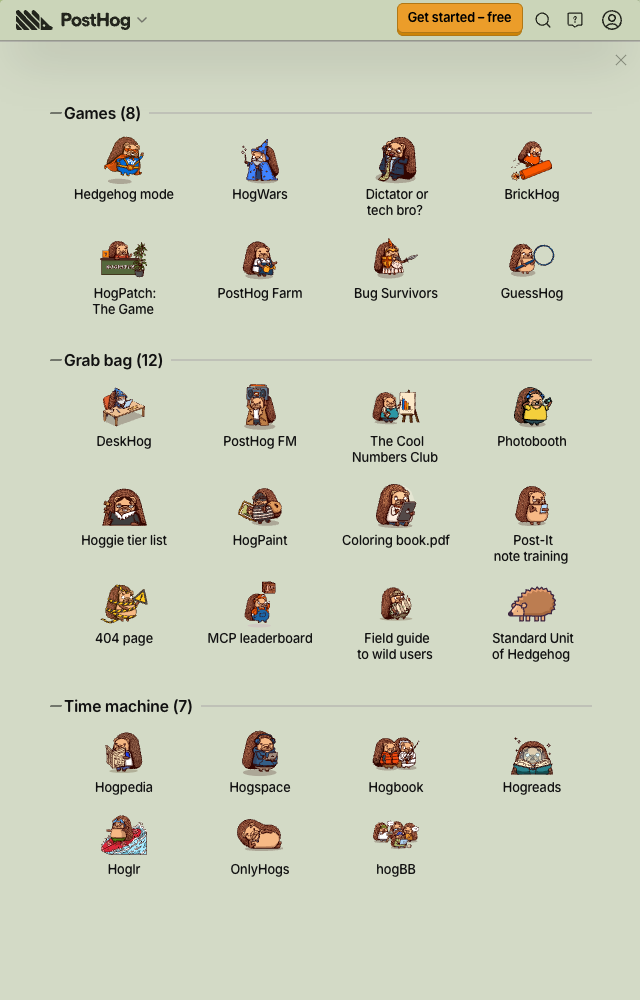 PostHog
Get started – free
Games (8)
Hedgehog mode
HogWars
Dictator or
tech bro?
BrickHog
HogPatch:
The Game
PostHog Farm
Bug Survivors
GuessHog
Grab bag (12)
DeskHog
PostHog FM
The Cool
Numbers Club
Photobooth
Hoggie tier list
HogPaint
Coloring book.pdf
Post-It
note training
404 page
MCP leaderboard
Field guide
to wild users
Standard Unit
of Hedgehog
Time machine (7)
Hogpedia
Hogspace
Hogbook
Hogreads
Hoglr
OnlyHogs
hogBB